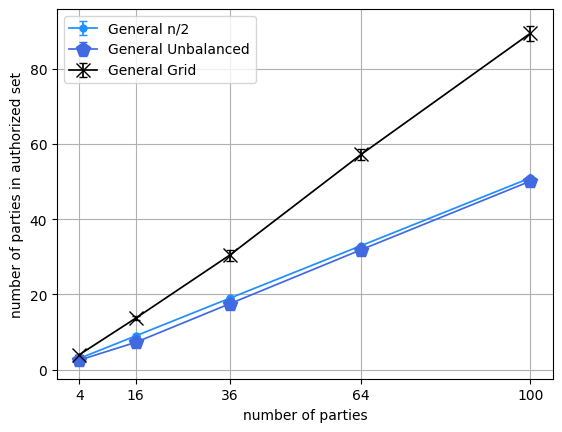 General n/2
General Unbalanced
General Grid
number of parties in authorized set
80
60
40
20
0
4 16 36 64 100
number of parties